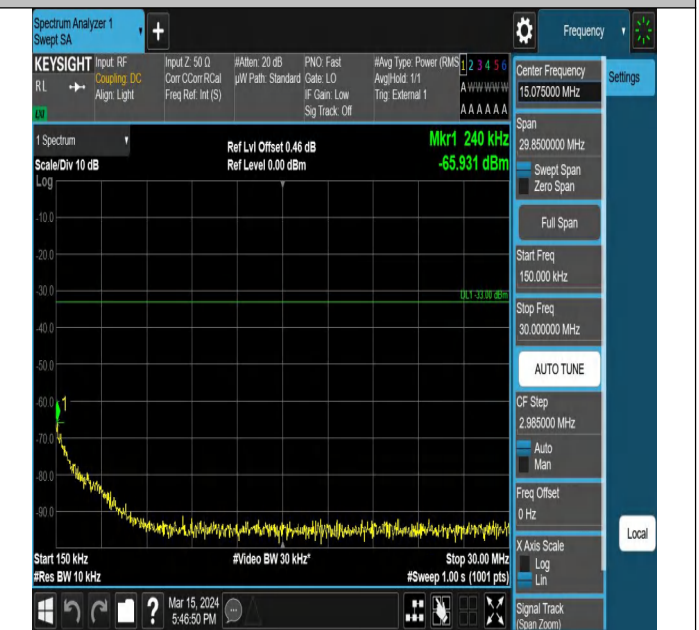 Spectrum Analyzer 1
Swept SA
Frequency
KEYSIGHT
RL
LXI
Input: RF
Coupling: DC
Align: Light
Input Z: 50 Ω
Corr CCorr RCal
Freq Ref: Int (S)
#Atten: 20 dB
µW Path: Standard
PNO: Fast
Gate: LO
IF Gain: Low
Sig Track: Off
#Avg Type: Power (RMS
Avg|Hold: 1/1
Trig: External 1
1 2 3 4 5 6
A W W W W W
A A A A A A
Center Frequency
15.075000 MHz
Settings
1 Spectrum
Scale/Div 10 dB
Log
Ref Lvl Offset 0.46 dB
Ref Level 0.00 dBm
Mkr1 240 kHz
-65.931 dBm
Span
29.8500000 MHz
Swept Span
Zero Span
Full Span
-10.0
-20.0
-30.0
-40.0
-50.0
-60.0
-70.0
-80.0
-90.0
DL1 -33.00 dBm
1
Start Freq
150.000 kHz
Stop Freq
30.000000 MHz
AUTO TUNE
CF Step
2.985000 MHz
Auto
Man
Freq Offset
0 Hz
Local
X Axis Scale
Log
Lin
Signal Track
(Span Zoom)
Start 150 kHz
#Res BW 10 kHz
#Video BW 30 kHz*
Stop 30.00 MHz
#Sweep 1.00 s (1001 pts)
?
Mar 15, 2024
5:46:50 PM